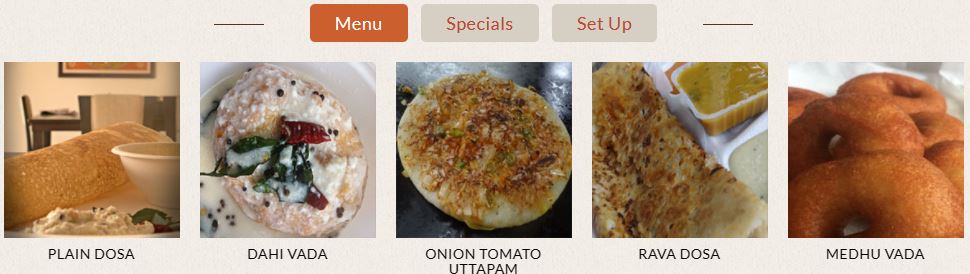 Menu
Specials
Set Up
PLAIN DOSA
DAHI VADA
ONION TOMATO
UTTAPAM
RAVA DOSA
MEDHU VADA